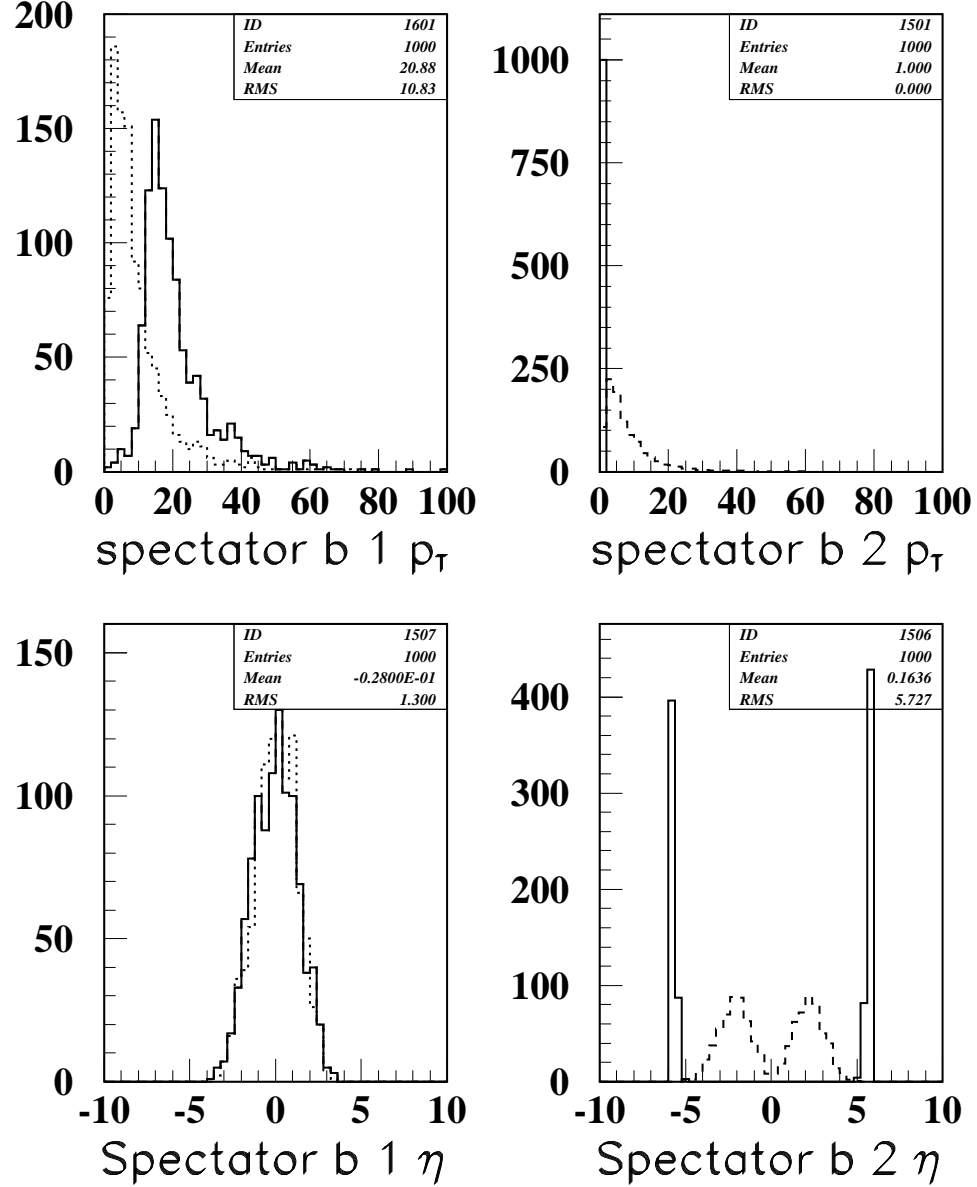 200
150
100
50
0
0 20 40 60 80 100
ID 1601
Entries 1000
Mean 20.88
RMS 10.83
spectator b 1 p_T
1000
750
500
250
0
0 20 40 60 80 100
ID 1501
Entries 1000
Mean 1.000
RMS 0.000
spectator b 2 p_T
150
100
50
0
-10 -5 0 5 10
ID 1507
Entries 1000
Mean -0.2800E-01
RMS 1.300
Spectator b 1 η
400
300
200
100
0
-10 -5 0 5 10
ID 1506
Entries 1000
Mean 0.1636
RMS 5.727
Spectator b 2 η